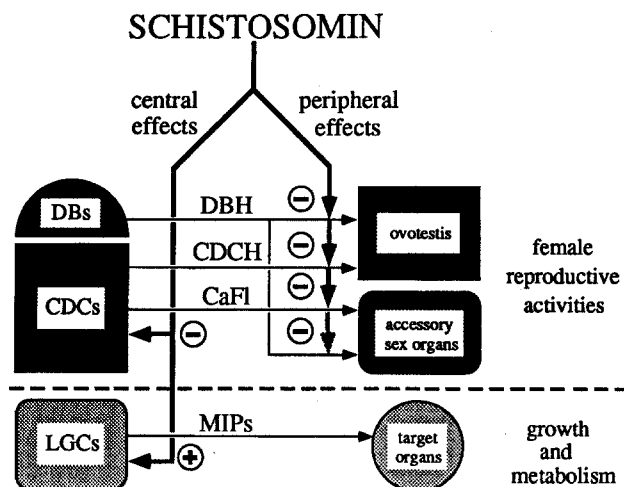 SCHISTOSOMIN
central
effects
peripheral
effects
DBs
DBH
−
ovotestis
CDCH
−
CDCs
CaFl
−
−
−
accessory
sex organs
female
reproductive
activities
LGCs
MIPs
+
target
organs
growth
and
metabolism